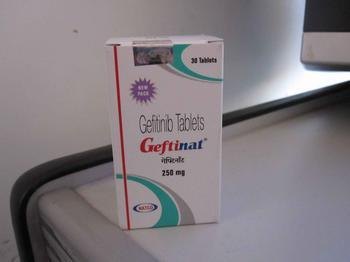 30 Tablets
NEW
PACK
Gefitinib Tablets
Geftinat®
गेफ्टिनॅट
250 mg
NATCO